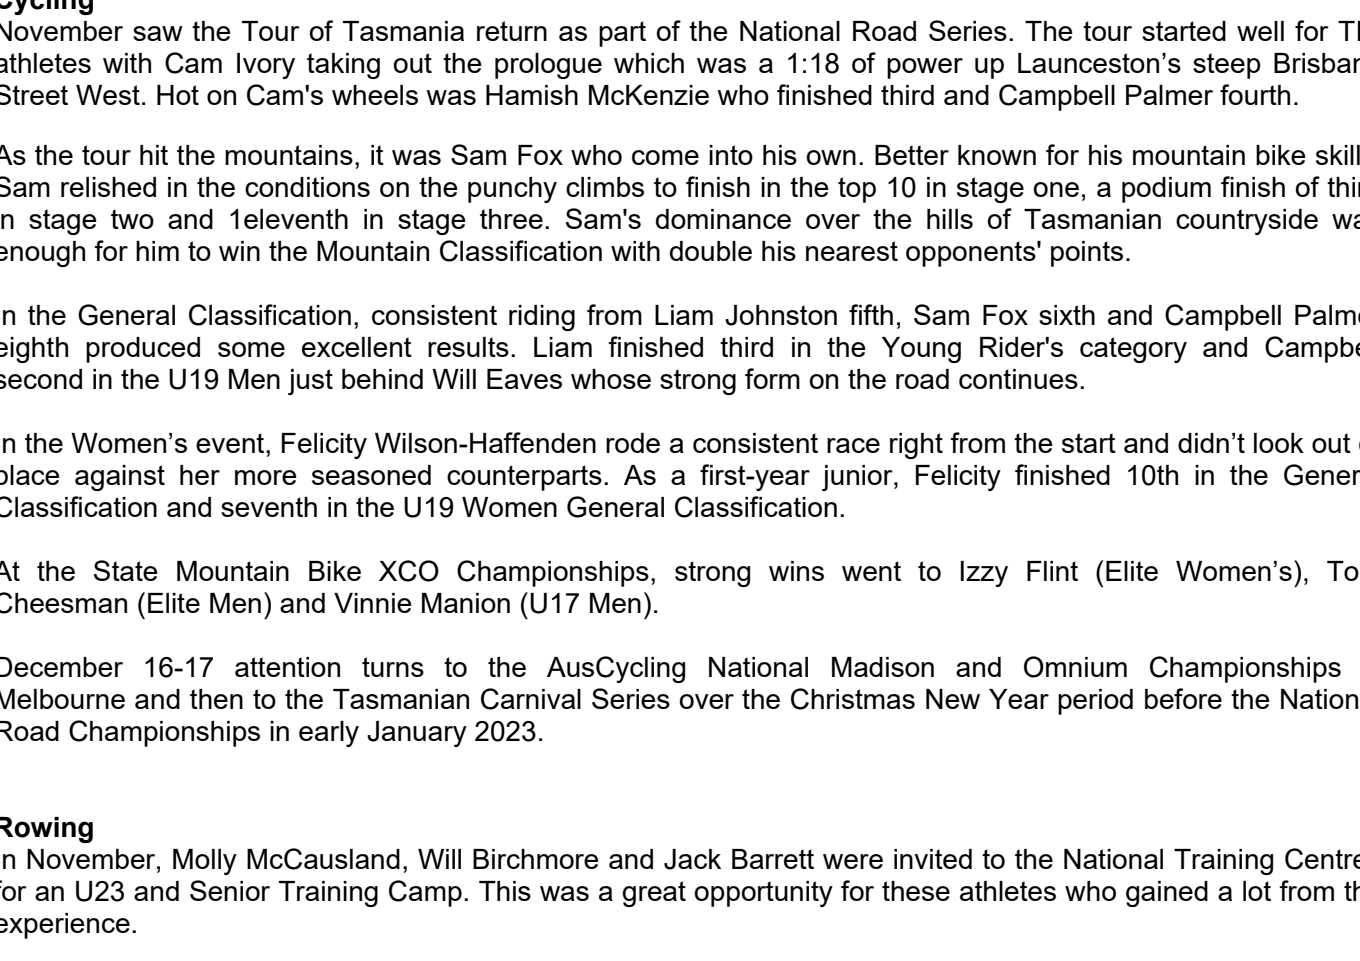 Cycling
November saw the Tour of Tasmania return as part of the National Road Series. The tour started well for TI
athletes with Cam Ivory taking out the prologue which was a 1:18 of power up Launceston’s steep Brisban
Street West. Hot on Cam's wheels was Hamish McKenzie who finished third and Campbell Palmer fourth.
As the tour hit the mountains, it was Sam Fox who come into his own. Better known for his mountain bike skill
Sam relished in the conditions on the punchy climbs to finish in the top 10 in stage one, a podium finish of thir
in stage two and 1eleventh in stage three. Sam's dominance over the hills of Tasmanian countryside wa
enough for him to win the Mountain Classification with double his nearest opponents' points.
In the General Classification, consistent riding from Liam Johnston fifth, Sam Fox sixth and Campbell Palme
eighth produced some excellent results. Liam finished third in the Young Rider's category and Campbe
second in the U19 Men just behind Will Eaves whose strong form on the road continues.
In the Women’s event, Felicity Wilson-Haffenden rode a consistent race right from the start and didn’t look out
place against her more seasoned counterparts. As a first-year junior, Felicity finished 10th in the Gener
Classification and seventh in the U19 Women General Classification.
At the State Mountain Bike XCO Championships, strong wins went to Izzy Flint (Elite Women’s), To
Cheesman (Elite Men) and Vinnie Manion (U17 Men).
December 16-17 attention turns to the AusCycling National Madison and Omnium Championships
Melbourne and then to the Tasmanian Carnival Series over the Christmas New Year period before the Nation
Road Championships in early January 2023.
Rowing
In November, Molly McCausland, Will Birchmore and Jack Barrett were invited to the National Training Centre
for an U23 and Senior Training Camp. This was a great opportunity for these athletes who gained a lot from th
experience.